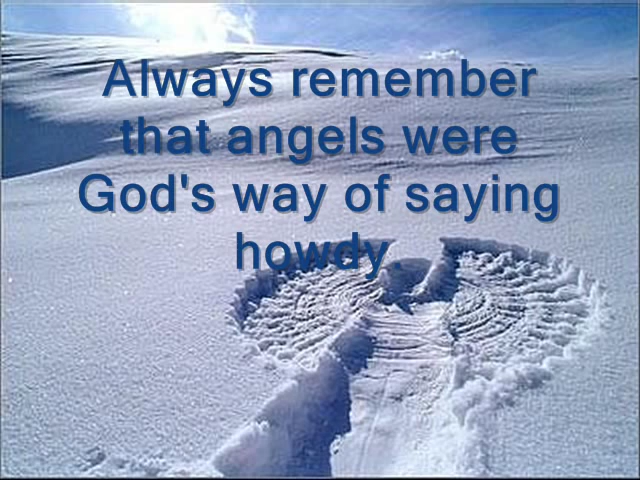 Always remember
that angels were
God's way of saying
howdy.